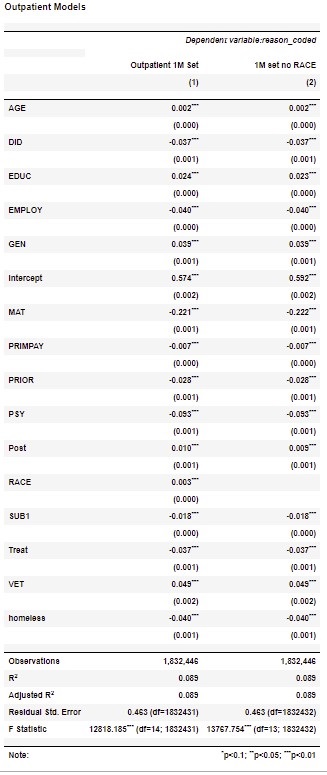 Outpatient Models
Dependent variable:reason_coded
Outpatient 1M Set 1M set no RACE
(1) (2)
AGE 0.002*** 0.002***
(0.000) (0.000)
DID -0.037*** -0.037***
(0.001) (0.001)
EDUC 0.024*** 0.023***
(0.000) (0.000)
EMPLOY -0.040*** -0.040***
(0.000) (0.000)
GEN 0.039*** 0.039***
(0.001) (0.001)
Intercept 0.574*** 0.592***
(0.002) (0.002)
MAT -0.221*** -0.222***
(0.001) (0.001)
PRIMPAY -0.007*** -0.007***
(0.000) (0.000)
PRIOR -0.028*** -0.028***
(0.001) (0.001)
PSY -0.093*** -0.093***
(0.001) (0.001)
Post 0.010*** 0.009***
(0.001) (0.001)
RACE 0.003***
(0.000)
SUB1 -0.018*** -0.018***
(0.000) (0.000)
Treat -0.037*** -0.037***
(0.001) (0.001)
VET 0.049*** 0.049***
(0.002) (0.002)
homeless -0.040*** -0.040***
(0.001) (0.001)
Observations 1,832,446 1,832,446
R² 0.089 0.089
Adjusted R² 0.089 0.089
Residual Std. Error 0.463 (df=1832431) 0.463 (df=1832432)
F Statistic 12818.185*** (df=14; 1832431) 13767.754*** (df=13; 1832432)
Note: *p<0.1; **p<0.05; ***p<0.01